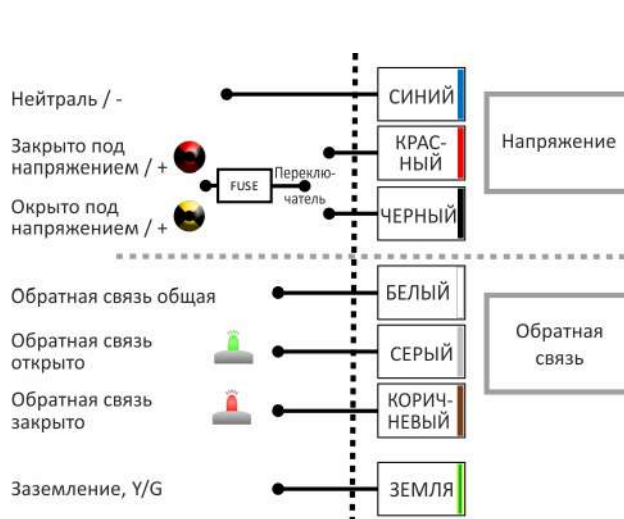 Нейтраль / -
СИНИЙ
Закрыто под
напряжением / +
КРАС-
НЫЙ
Напряжение
FUSE
Переклю-
чатель
Окрыто под
напряжением / +
ЧЕРНЫЙ
Обратная связь общая
БЕЛЫЙ
Обратная связь
открыто
СЕРЫЙ
Обратная
связь
Обратная связь
закрыто
КОРИЧ-
НЕВЫЙ
Заземление, Y/G
ЗЕМЛЯ